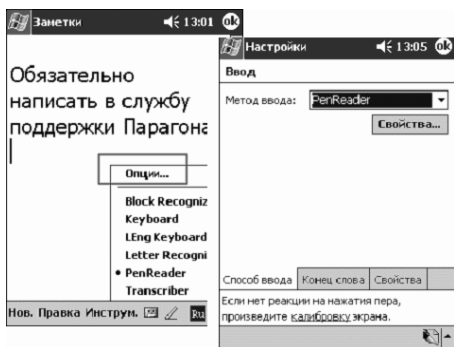 Заметки 13:01 ok
Обязательно
написать в службу
поддержки Парагона
Опции...
Block Recogniz
Keyboard
LEng Keyboard
Letter Recogni
• PenReader
Transcriber
Нов. Правка Инструм. Ru
Настройки 13:05 ok
Ввод
Метод ввода: PenReader
Свойства...
Способ ввода Конец слова Свойства
Если нет реакции на нажатия пера,
произведите калибровку экрана.